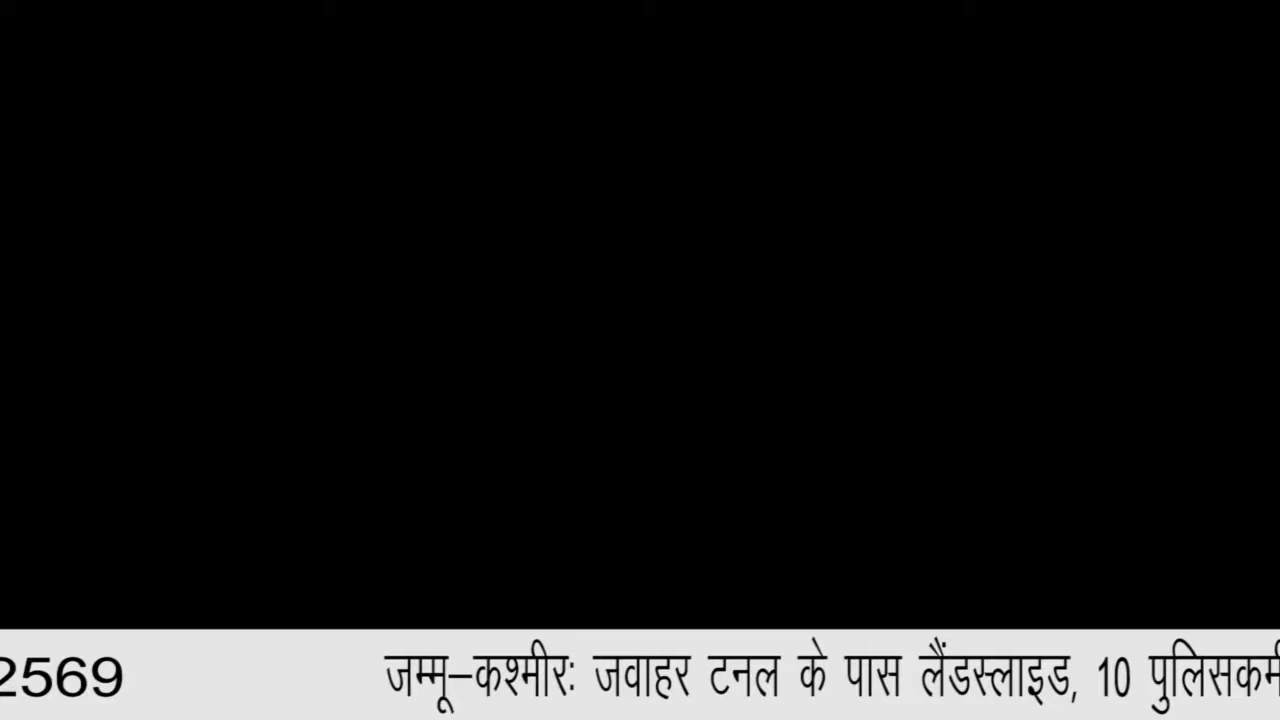 2569 जम्मू-कश्मीर: जवाहर टनल के पास लैंडस्लाइड, 10 पुलिसकर्मी